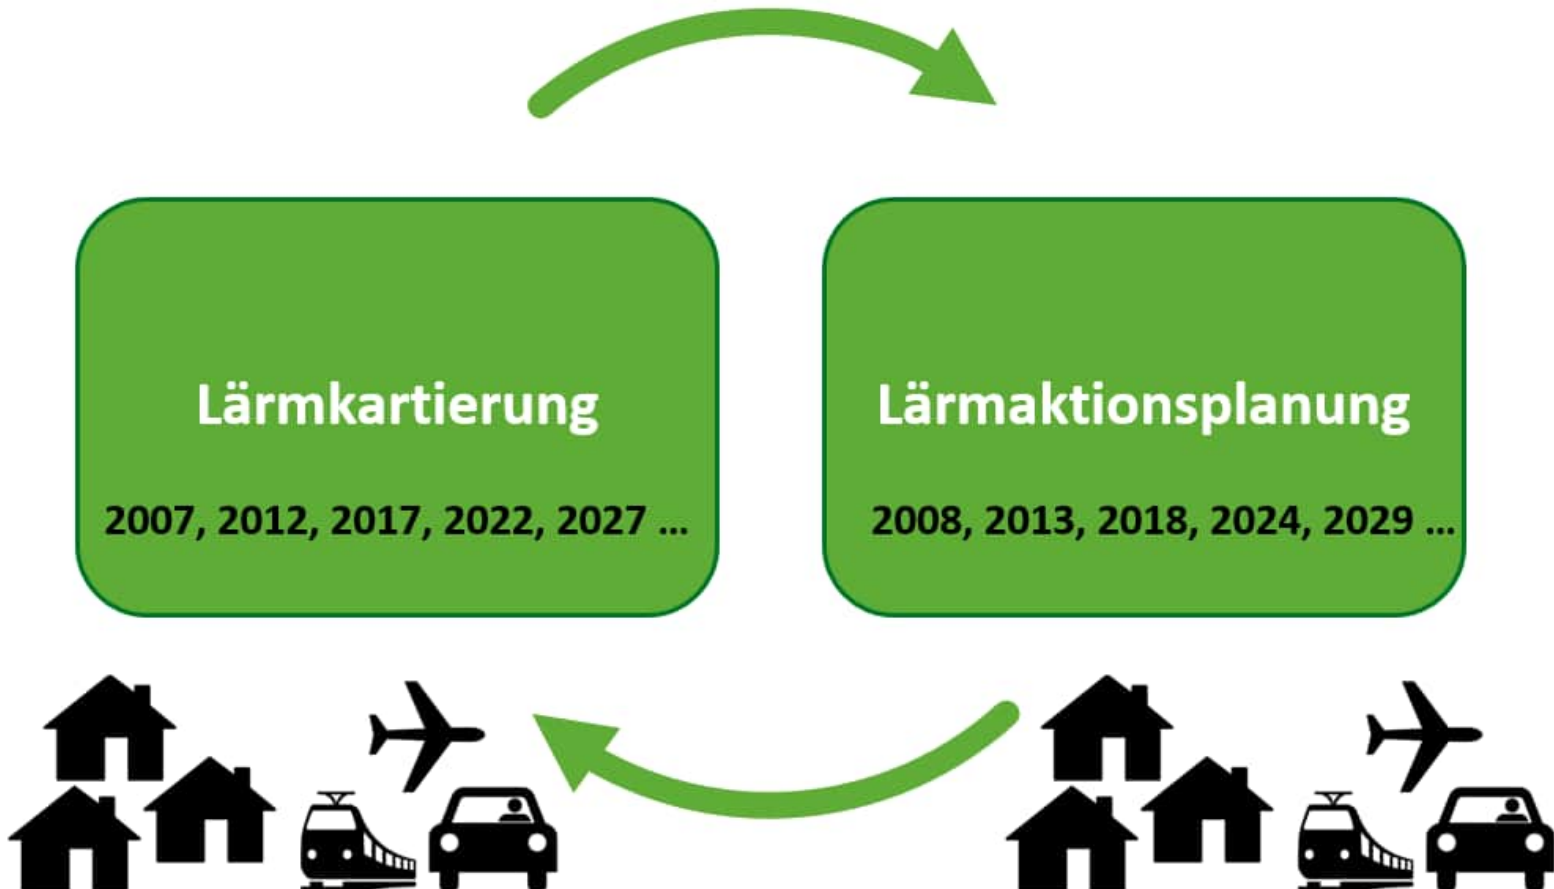 Lärmkartierung
2007, 2012, 2017, 2022, 2027 ...
Lärmaktionsplanung
2008, 2013, 2018, 2024, 2029 ...